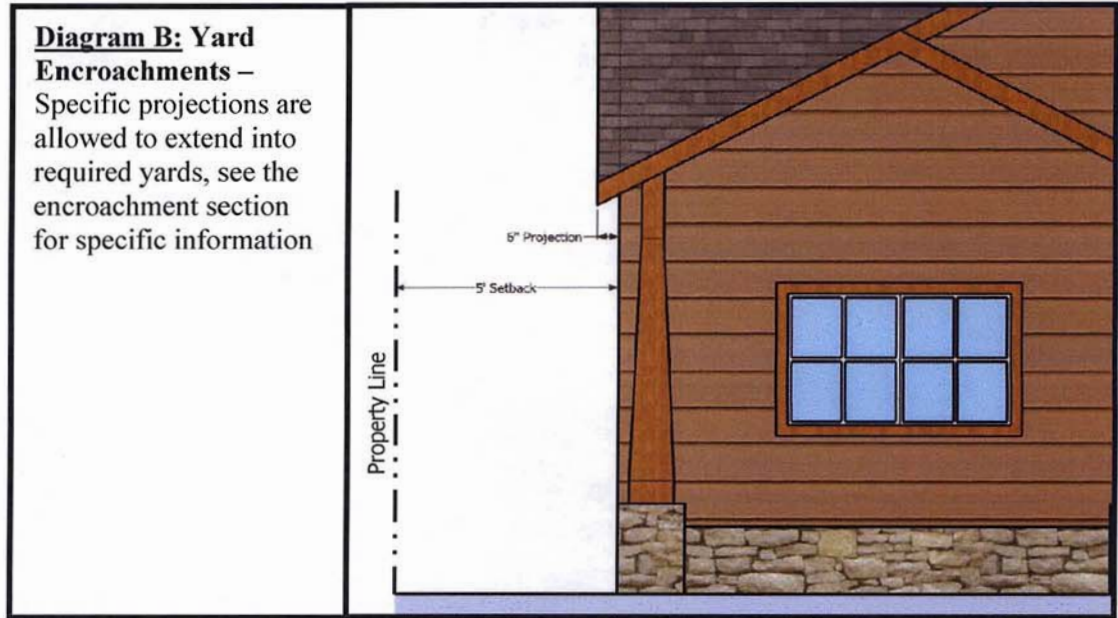 Diagram B: Yard
Encroachments –
Specific projections are
allowed to extend into
required yards, see the
encroachment section
for specific information
6" Projection
5' Setback
Property Line